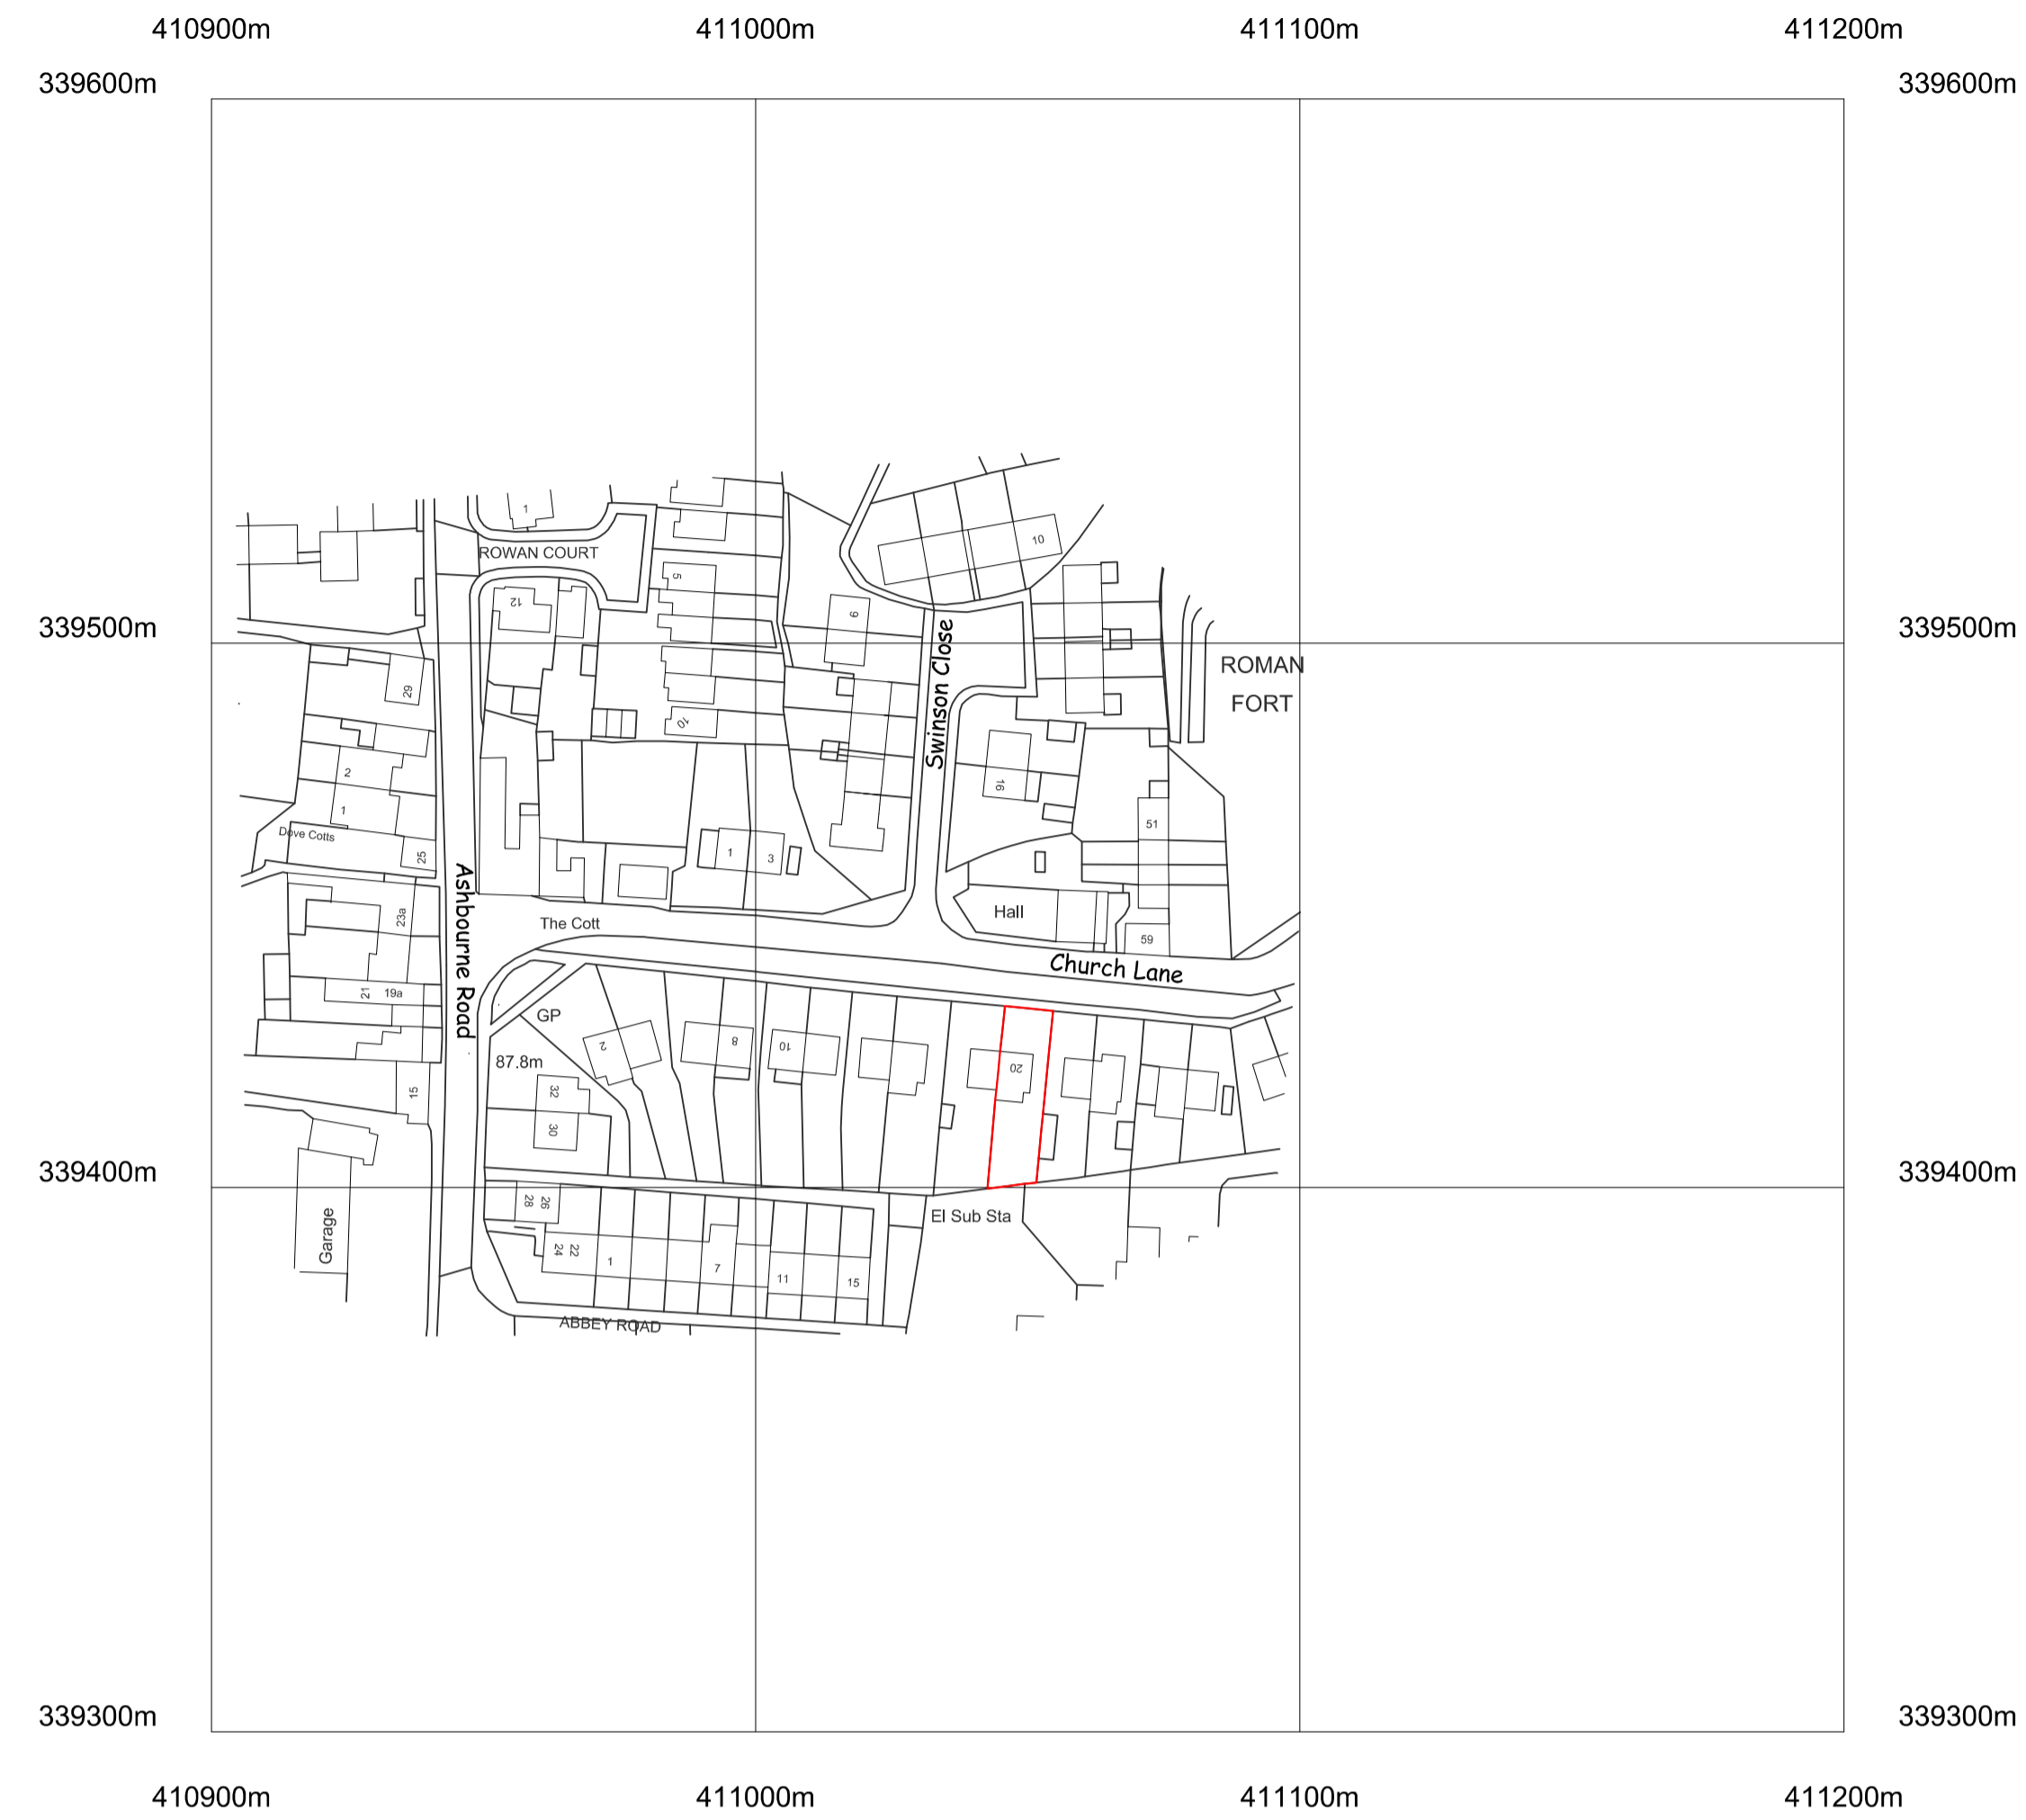 410900m 411000m 411100m 411200m
339600m 339600m
1
ROWAN COURT
10
5
12
9
339500m 339500m
Swinson Close
ROMAN
FORT
29
10
2
16
1
51
Dove Cotts
25
1 3
Ashbourne Road
23a
Hall
The Cott
59
Church Lane
21 19a
GP
2
8
10
87.8m
20
32
15
30
339400m 339400m
28 26
El Sub Sta
Garage
24 22
1
7
11
15
ABBEY ROAD
339300m 339300m
410900m 411000m 411100m 411200m